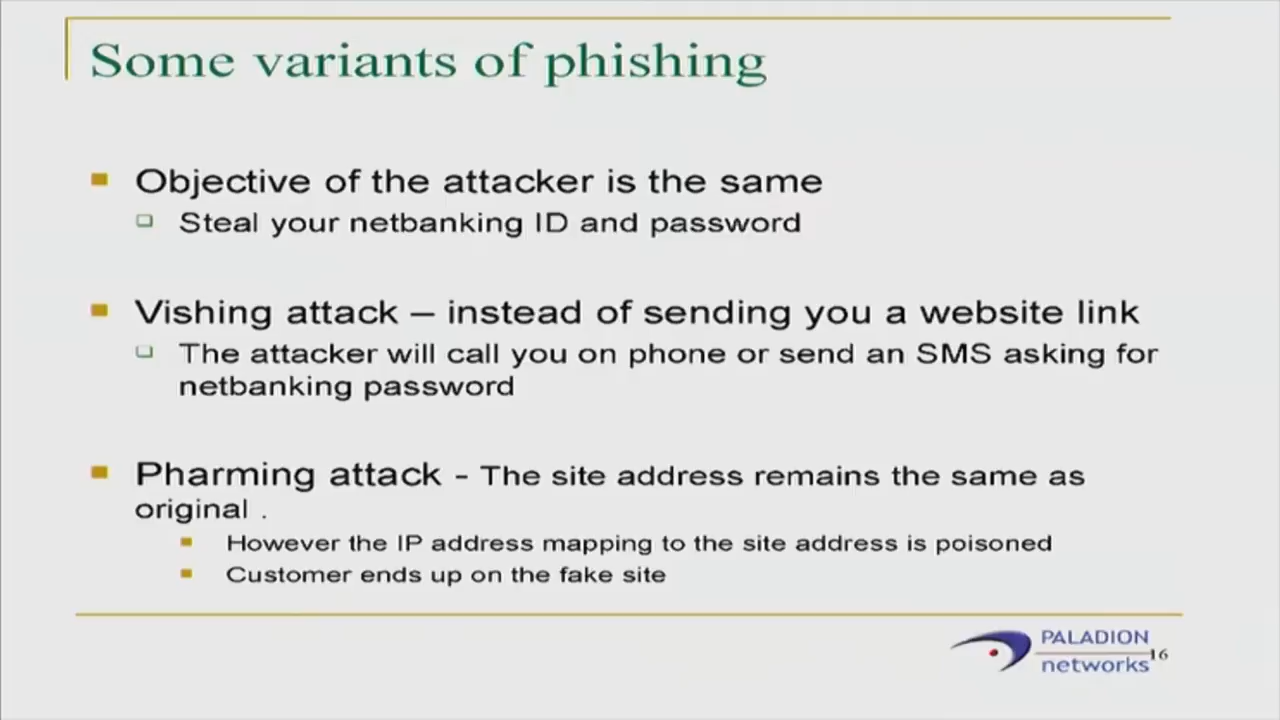 Some variants of phishing
Objective of the attacker is the same
Steal your netbanking ID and password
Vishing attack – instead of sending you a website link
The attacker will call you on phone or send an SMS asking for
netbanking password
Pharming attack - The site address remains the same as
original .
However the IP address mapping to the site address is poisoned
Customer ends up on the fake site
PALADION
networks
16